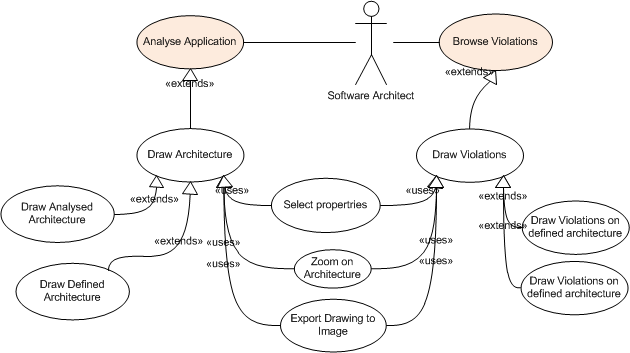 Analyse Application
Browse Violations
«extends»
«extends»
Software Architect
Draw Architecture
Draw Violations
«extends»
«uses»
Select propertries
«uses»
«extends»
Draw Analysed
Architecture
«extends»
Draw Violations on
defined architecture
«extends»
«uses»
«uses»
Zoom on
Architecture
«uses»
«uses»
Draw Defined
Architecture
Draw Violations on
defined architecture
Export Drawing to
Image